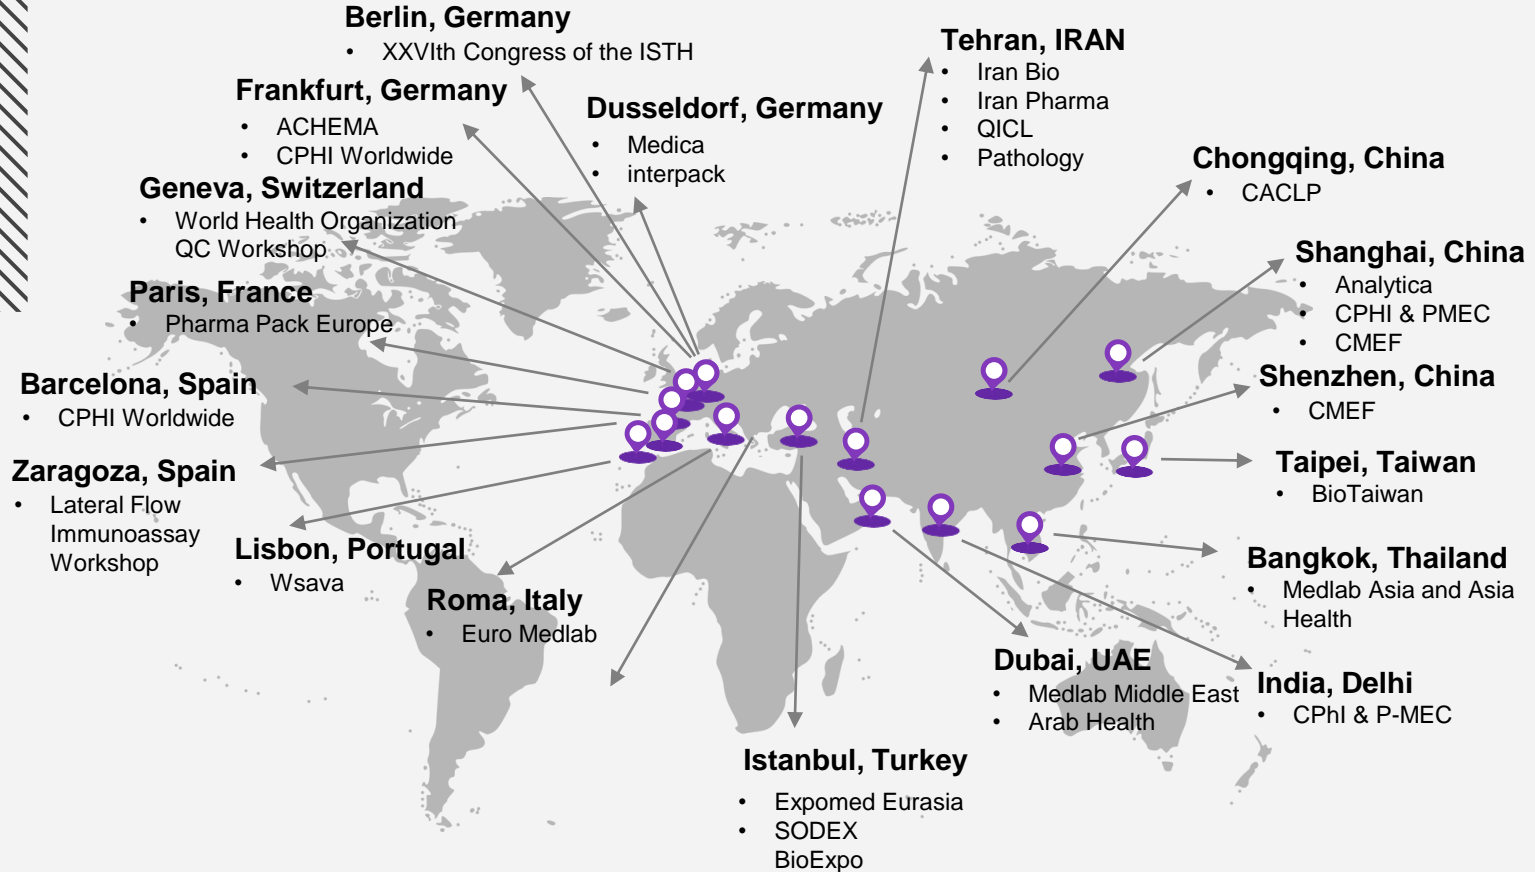 Berlin, Germany
• XXVIth Congress of the ISTH
Frankfurt, Germany
• ACHEMA
• CPHI Worldwide
Dusseldorf, Germany
• Medica
• interpack
Tehran, IRAN
• Iran Bio
• Iran Pharma
• QICL
• Pathology
Chongqing, China
• CACLP
Geneva, Switzerland
• World Health Organization
QC Workshop
Shanghai, China
• Analytica
• CPHI & PMEC
• CMEF
Paris, France
• Pharma Pack Europe
Barcelona, Spain
• CPHI Worldwide
Shenzhen, China
• CMEF
Zaragoza, Spain
• Lateral Flow
Immunoassay
Workshop
Taipei, Taiwan
• BioTaiwan
Lisbon, Portugal
• Wsava
Bangkok, Thailand
• Medlab Asia and Asia
Health
Roma, Italy
• Euro Medlab
Dubai, UAE
• Medlab Middle East
• Arab Health
India, Delhi
• CPhI & P-MEC
Istanbul, Turkey
• Expomed Eurasia
• SODEX
BioExpo